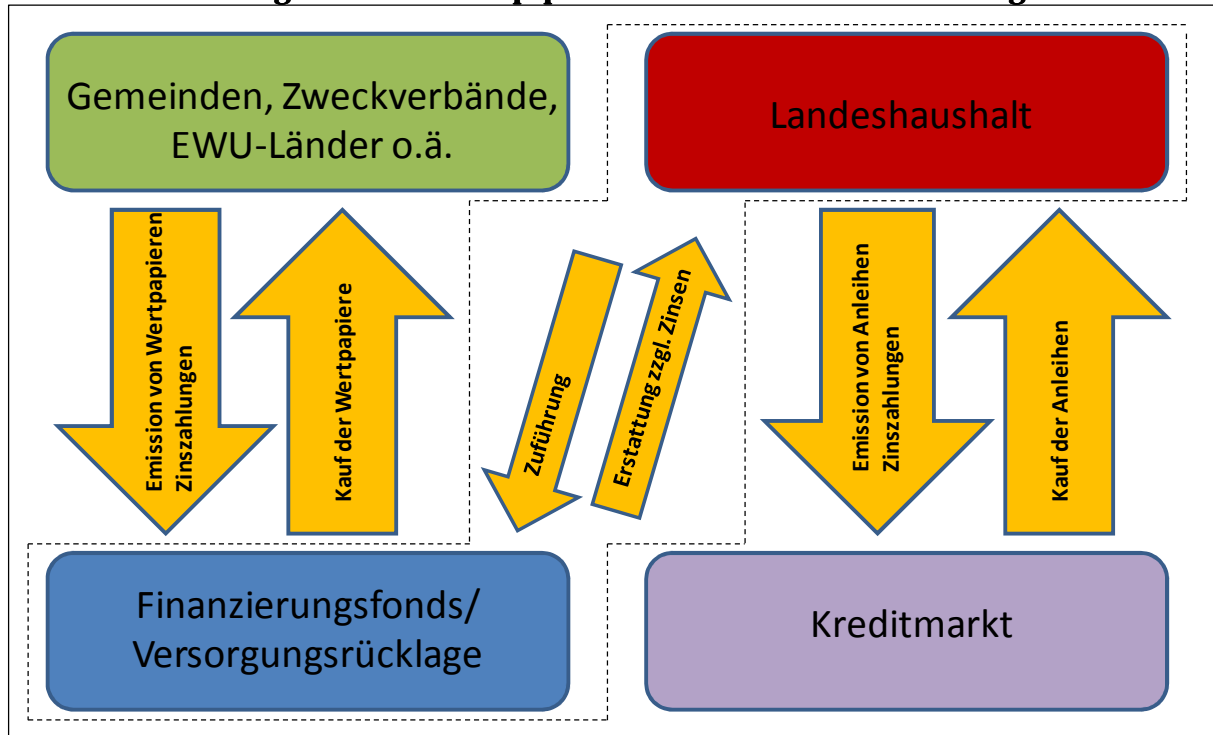 Gemeinden, Zweckverbände,
EWU-Länder o.ä.
Landeshaushalt
Emission von Wertpapieren
Zinszahlungen
Kauf der Wertpapiere
Zuführung
Erstattung zzgl. Zinsen
Emission von Anleihen
Zinszahlungen
Kauf der Anleihen
Finanzierungsfonds/
Versorgungsrücklage
Kreditmarkt